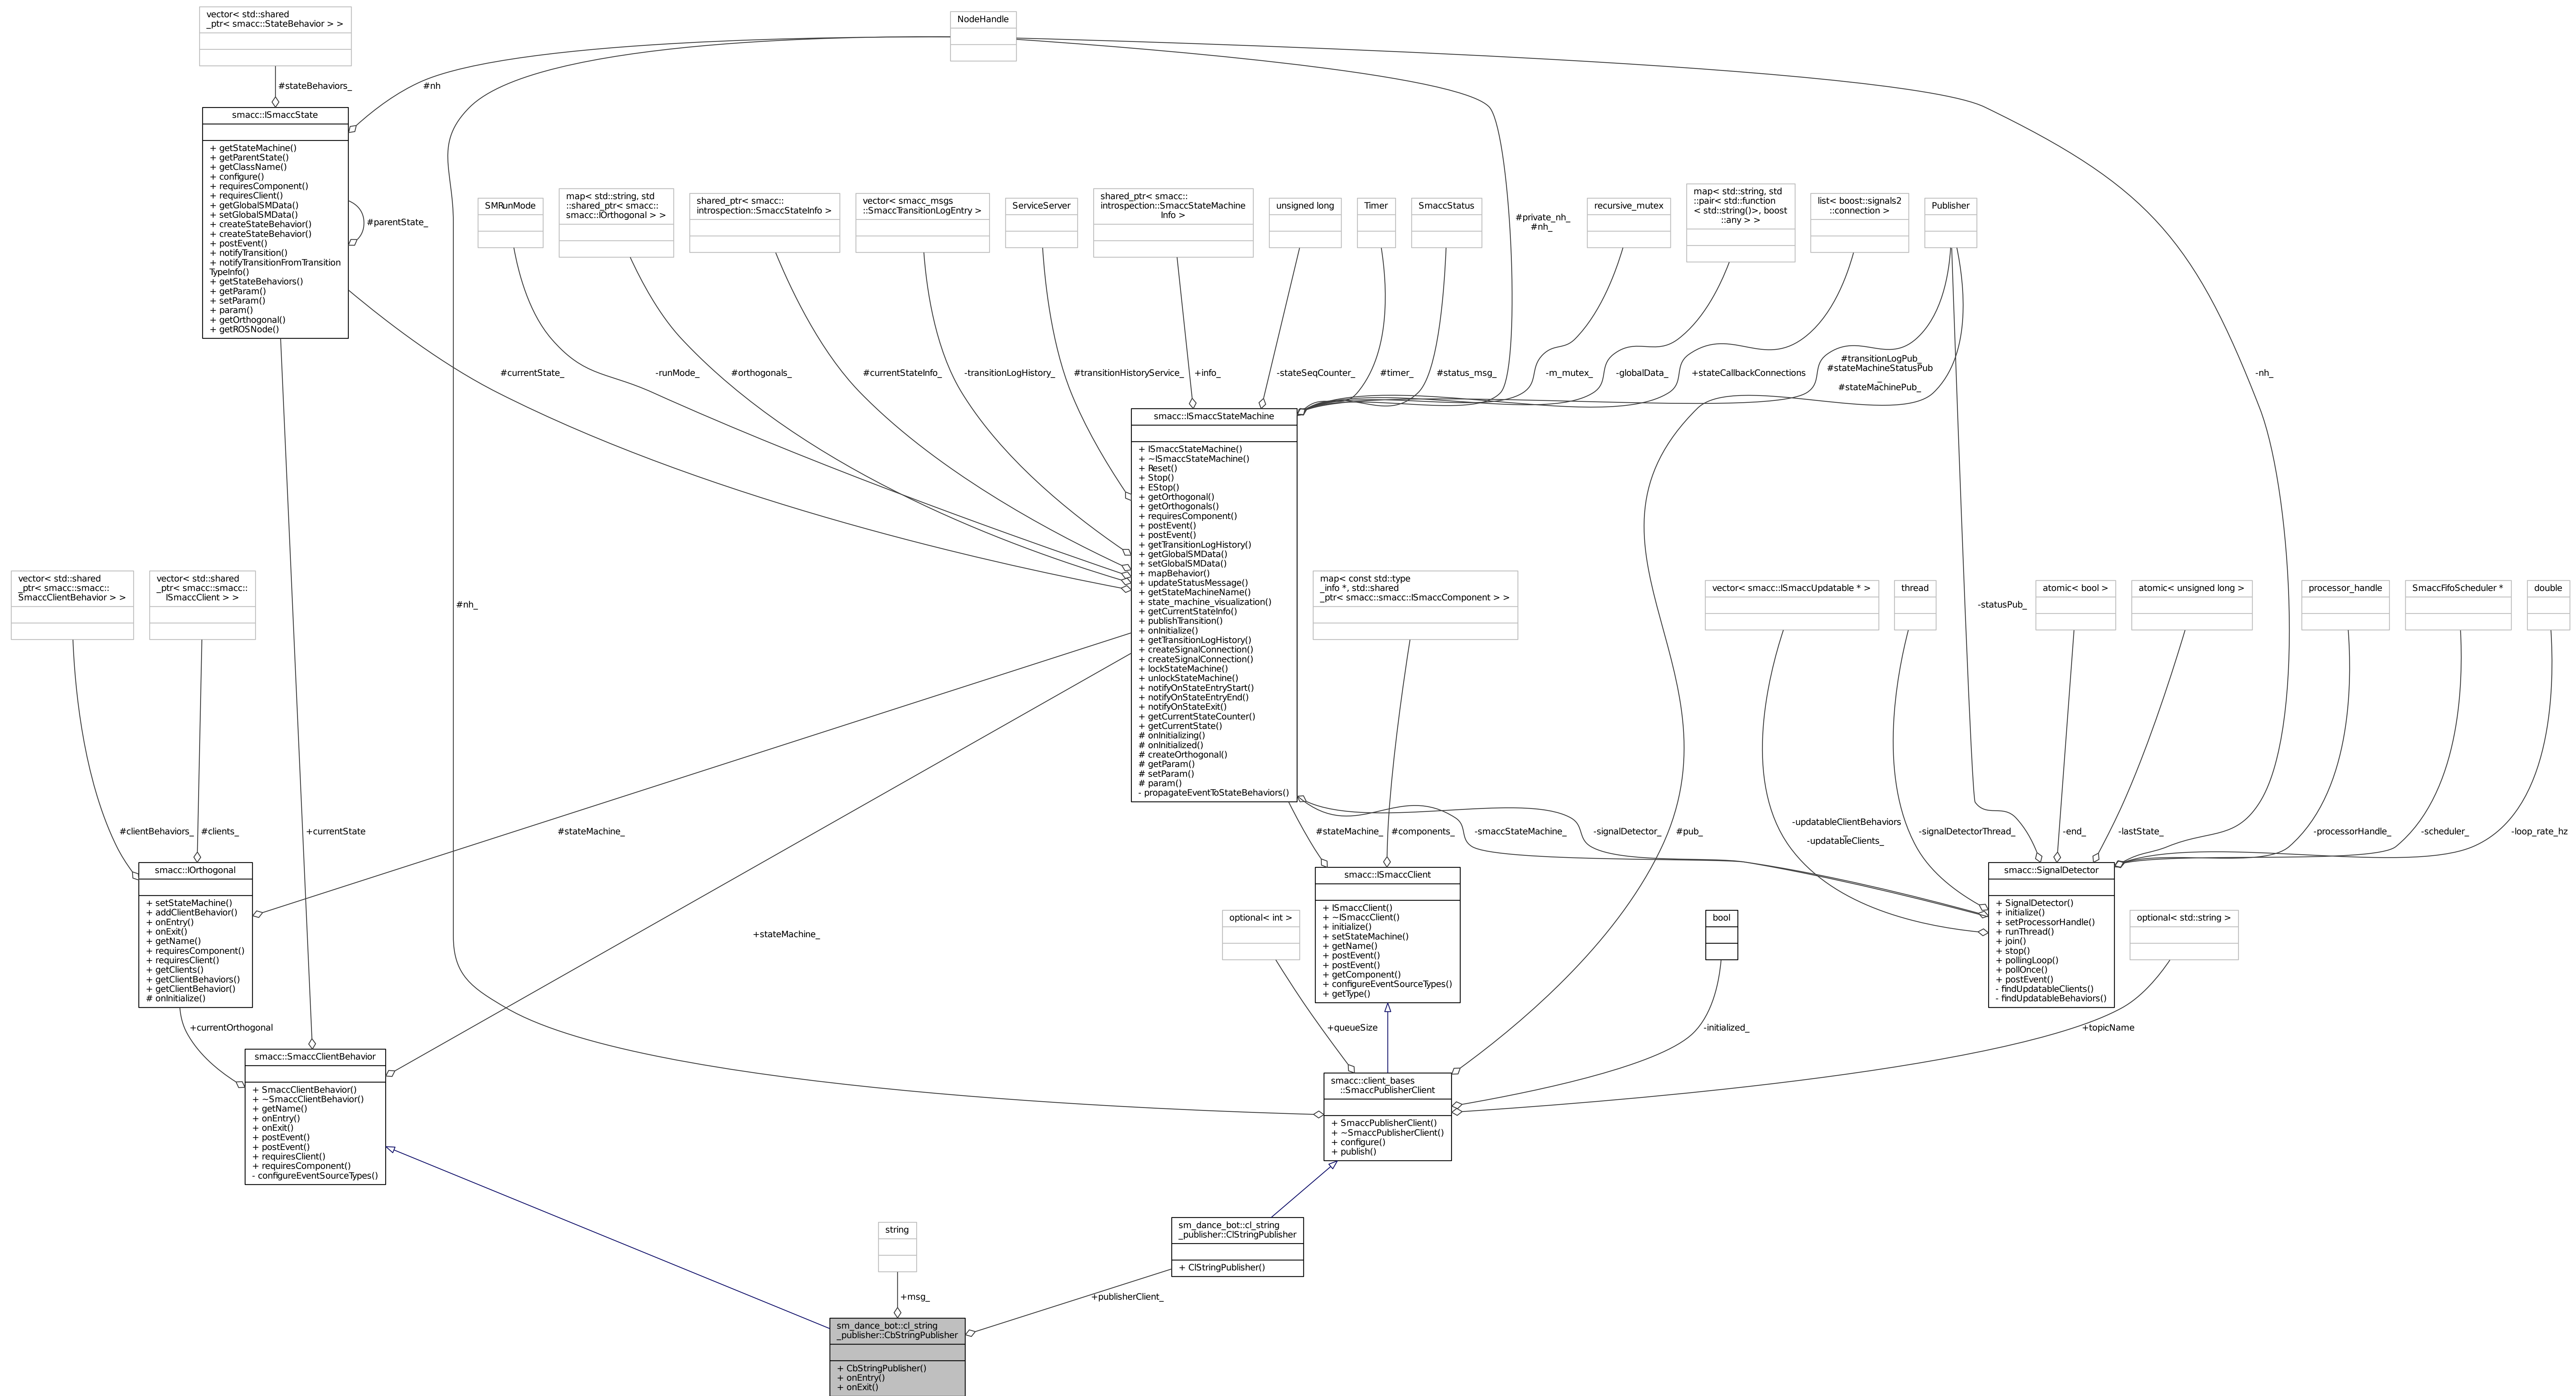 vector< std::shared
_ptr< smacc::StateBehavior > >
NodeHandle
#stateBehaviors_
#nh
smacc::ISmaccState
+ getStateMachine()
+ getParentState()
+ getClassName()
+ configure()
+ requiresComponent()
+ requiresClient()
+ getGlobalSMData()
+ setGlobalSMData()
+ createStateBehavior()
+ createStateBehavior()
+ postEvent()
+ notifyTransition()
+ notifyTransitionFromTransition
TypeInfo()
+ getStateBehaviors()
+ getParam()
+ setParam()
+ param()
+ getOrthogonal()
+ getROSNode()
#parentState_
SMRunMode
map< std::string, std
::shared_ptr< smacc::
smacc::IOrthogonal > >
shared_ptr< smacc::
introspection::SmaccStateInfo >
vector< smacc_msgs
::SmaccTransitionLogEntry >
ServiceServer
shared_ptr< smacc::
introspection::SmaccStateMachine
Info >
unsigned long
Timer
SmaccStatus
#private_nh_
#nh_
recursive_mutex
map< std::string, std
::pair< std::function
< std::string()>, boost
::any > >
list< boost::signals2
::connection >
Publisher
#currentState_
-runMode_
#orthogonals_
#currentStateInfo_
-transitionLogHistory_
#transitionHistoryService_
+info_
-stateSeqCounter_
#timer_
#status_msg_
-m_mutex_
-globalData_
+stateCallbackConnections
#transitionLogPub_
#stateMachineStatusPub
_
#stateMachinePub_
-nh_
smacc::ISmaccStateMachine
+ ISmaccStateMachine()
+ ~ISmaccStateMachine()
+ Reset()
+ Stop()
+ EStop()
+ getOrthogonal()
+ getOrthogonals()
+ requiresComponent()
+ postEvent()
+ postEvent()
+ getTransitionLogHistory()
+ getGlobalSMData()
+ setGlobalSMData()
+ mapBehavior()
+ updateStatusMessage()
+ getStateMachineName()
+ state_machine_visualization()
+ getCurrentStateInfo()
+ publishTransition()
+ onInitialize()
+ getTransitionLogHistory()
+ createSignalConnection()
+ createSignalConnection()
+ lockStateMachine()
+ unlockStateMachine()
+ notifyOnStateEntryStart()
+ notifyOnStateEntryEnd()
+ notifyOnStateExit()
+ getCurrentStateCounter()
+ getCurrentState()
# onInitializing()
# onInitialized()
# createOrthogonal()
# getParam()
# setParam()
# param()
- propagateEventToStateBehaviors()
vector< std::shared
_ptr< smacc::smacc::
SmaccClientBehavior > >
vector< std::shared
_ptr< smacc::smacc::
ISmaccClient > >
#nh_
map< const std::type
_info *, std::shared
_ptr< smacc::smacc::ISmaccComponent > >
vector< smacc::ISmaccUpdatable * >
thread
-statusPub_
atomic< bool >
atomic< unsigned long >
processor_handle
SmaccFifoScheduler *
double
#clientBehaviors_
#clients_
+currentState
#stateMachine_
#stateMachine_
#components_
-smaccStateMachine_
-signalDetector_
#pub_
-updatableClientBehaviors
_
-updatableClients_
-signalDetectorThread_
-end_
-lastState_
-processorHandle_
-scheduler_
-loop_rate_hz
smacc::IOrthogonal
+ setStateMachine()
+ addClientBehavior()
+ onEntry()
+ onExit()
+ getName()
+ requiresComponent()
+ requiresClient()
+ getClients()
+ getClientBehaviors()
+ getClientBehavior()
# onInitialize()
+stateMachine_
optional< int >
smacc::ISmaccClient
+ ISmaccClient()
+ ~ISmaccClient()
+ initialize()
+ setStateMachine()
+ getName()
+ postEvent()
+ postEvent()
+ getComponent()
+ configureEventSourceTypes()
+ getType()
bool
smacc::SignalDetector
+ SignalDetector()
+ initialize()
+ setProcessorHandle()
+ runThread()
+ join()
+ stop()
+ pollingLoop()
+ pollOnce()
+ postEvent()
- findUpdatableClients()
- findUpdatableBehaviors()
optional< std::string >
+currentOrthogonal
+queueSize
-initialized_
+topicName
smacc::SmaccClientBehavior
+ SmaccClientBehavior()
+ ~SmaccClientBehavior()
+ getName()
+ onEntry()
+ onExit()
+ postEvent()
+ postEvent()
+ requiresClient()
+ requiresComponent()
- configureEventSourceTypes()
smacc::client_bases
::SmaccPublisherClient
+ SmaccPublisherClient()
+ ~SmaccPublisherClient()
+ configure()
+ publish()
string
sm_dance_bot::cl_string
_publisher::ClStringPublisher
+ ClStringPublisher()
+msg_
+publisherClient_
sm_dance_bot::cl_string
_publisher::CbStringPublisher
+ CbStringPublisher()
+ onEntry()
+ onExit()